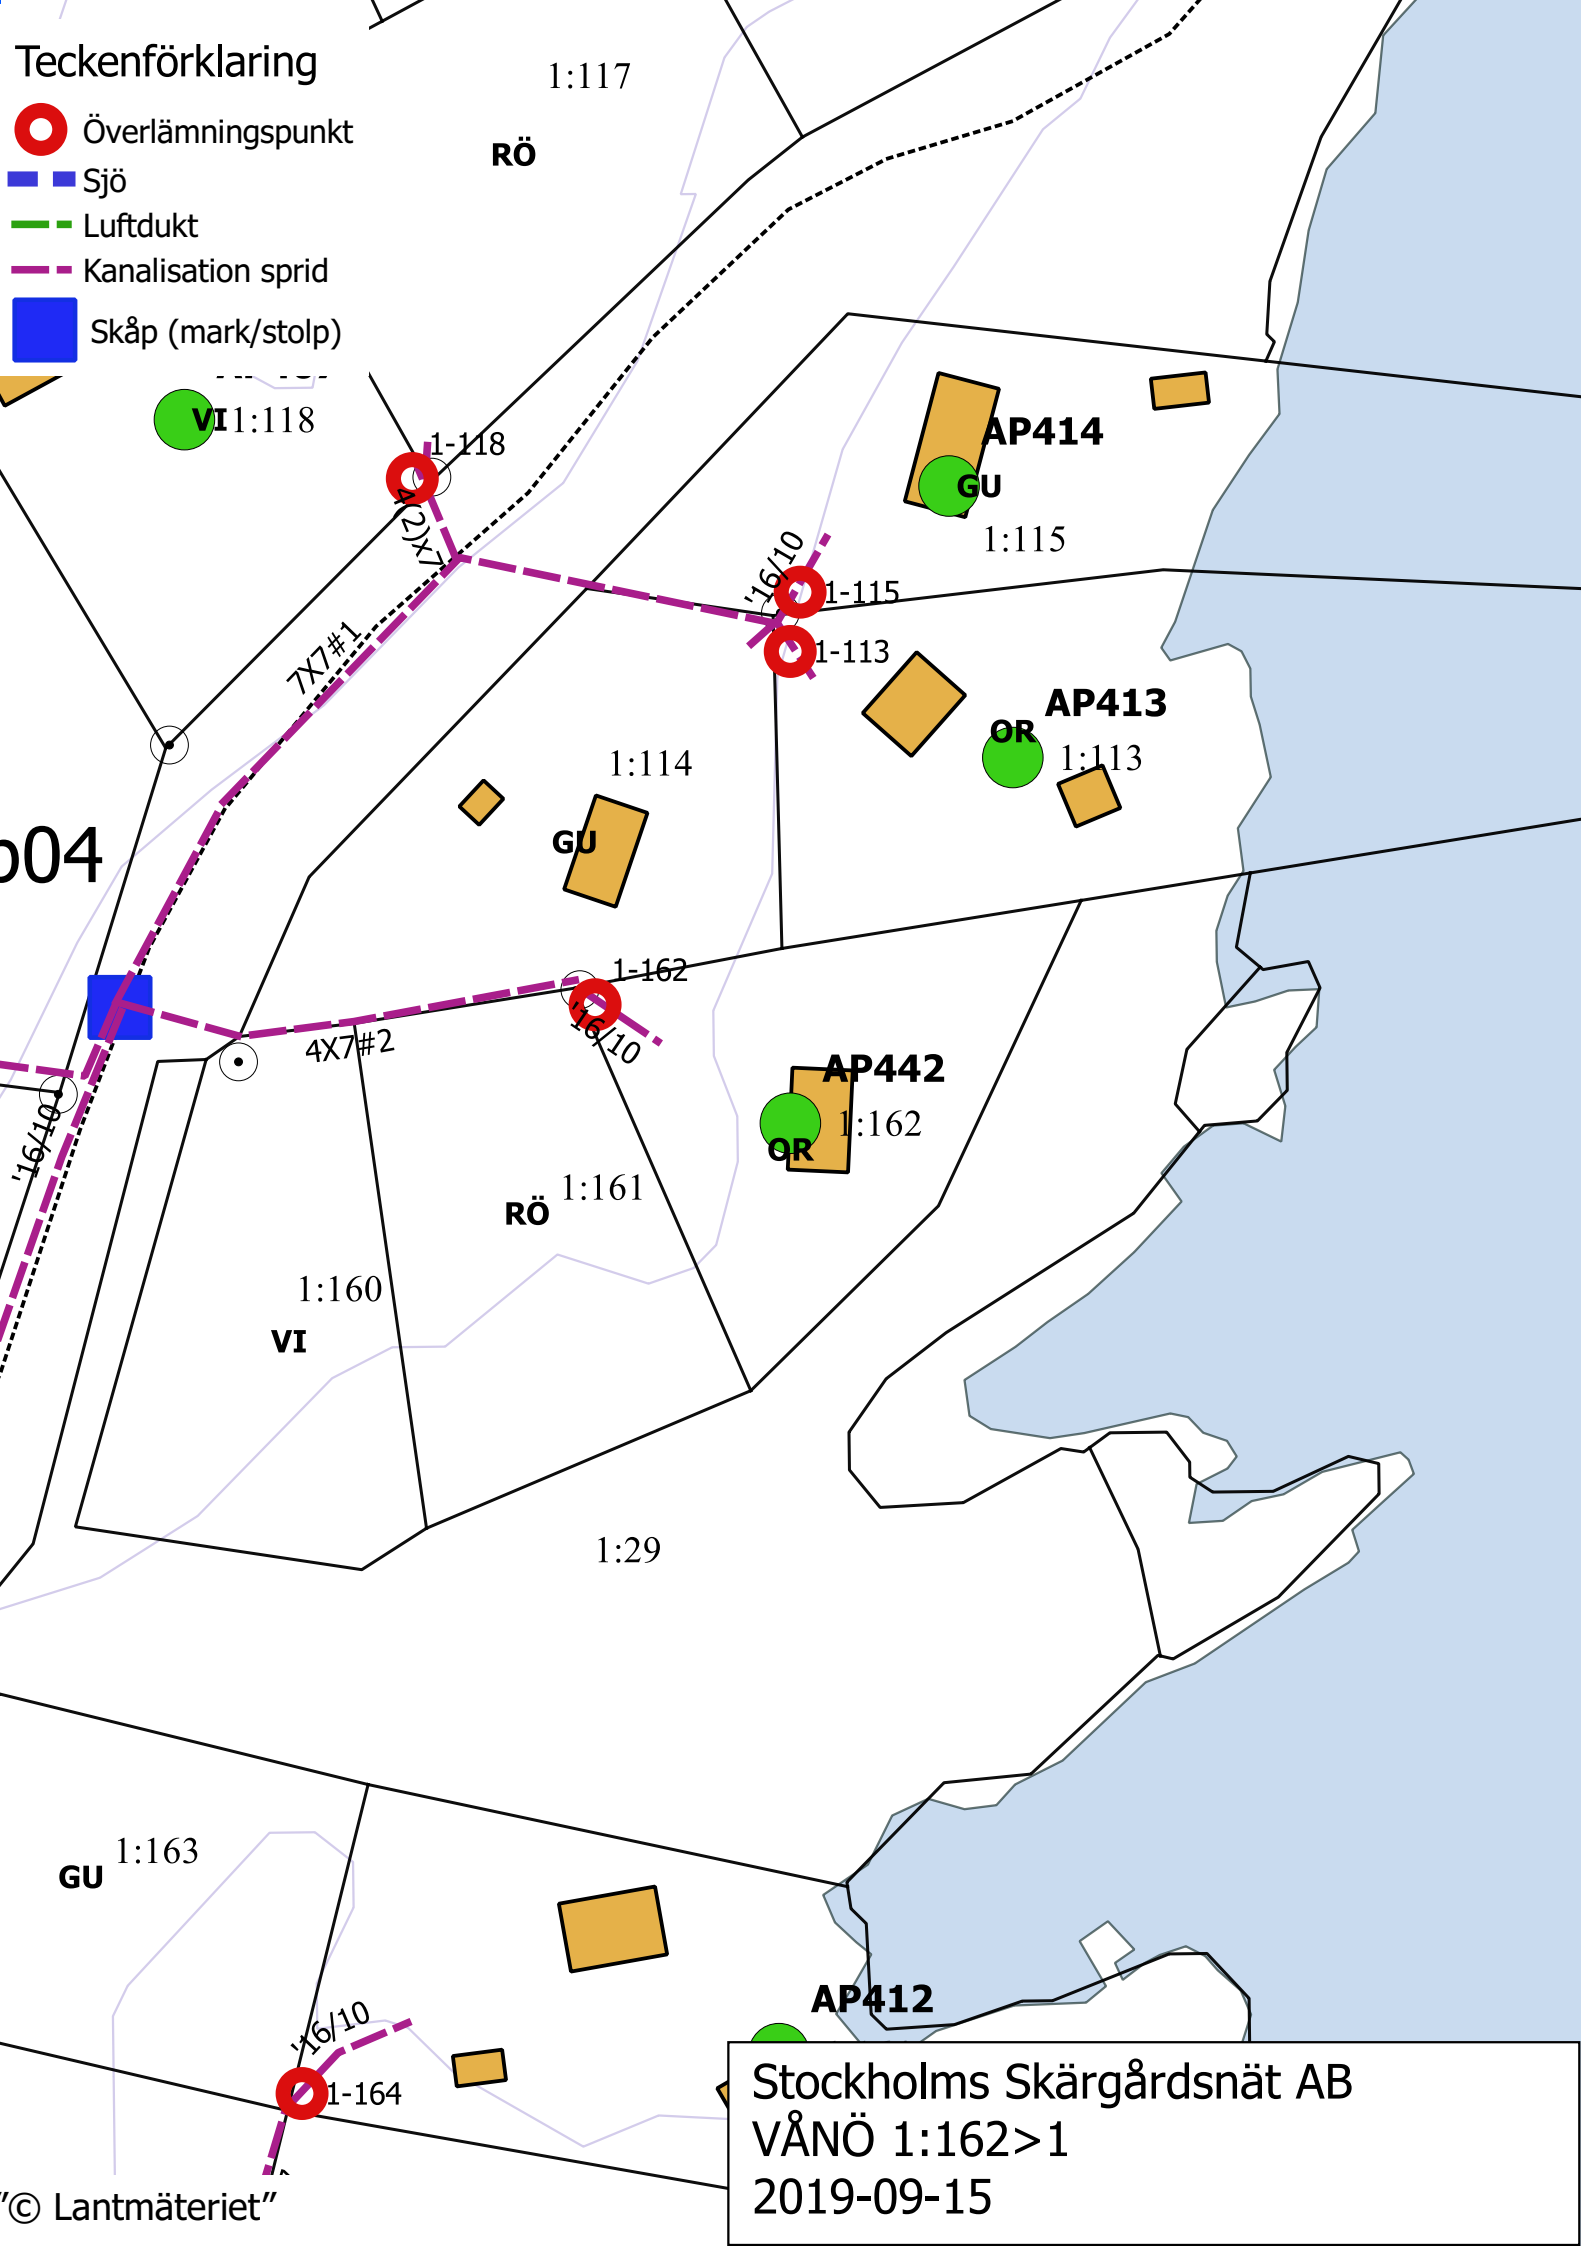 Teckenförklaring
Överlämningspunkt
Sjö
Luftdukt
Kanalisation sprid
Skåp (mark/stolp)
1:117
RÖ
VI 1:118
1-118
4(2)x7
AP414
GU
1:115
'16/10
1-115
1-113
7X7#1
AP413
OR
1:113
1:114
GU
1-162
'16/10
4X7#2
AP442
1:162
OR
'16/10
1:161
RÖ
1:160
VI
1:29
1:163
GU
AP412
'16/10
1-164
Stockholms Skärgårdsnät AB
VÅNÖ 1:162>1
2019-09-15
"© Lantmäteriet"